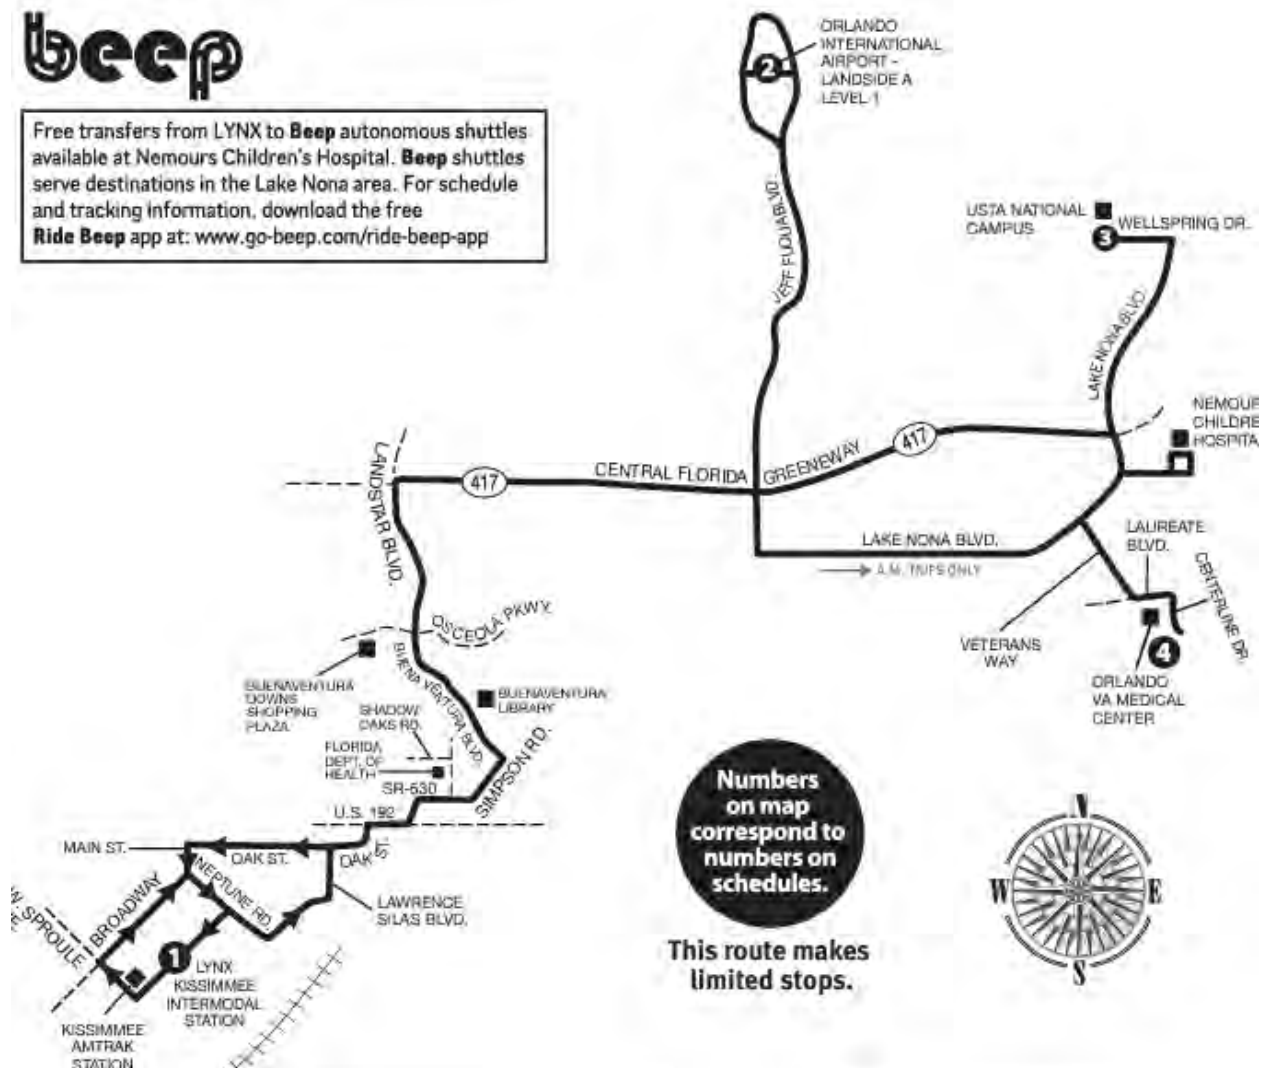 beep
Free transfers from LYNX to Beep autonomous shuttles
available at Nemours Children's Hospital. Beep shuttles
serve destinations in the Lake Nona area. For schedule
and tracking information, download the free
Ride Beep app at: www.go-beep.com/ride-beep-app
ORLANDO
INTERNATIONAL
AIRPORT -
LANDSIDE A
LEVEL 1
2
JEFF FUQUA BLVD.
USTA NATIONAL
CAMPUS
3
WELLSPRING DR.
LAKE NONA BLVD.
NEMOUR
CHILDRE
HOSPITA
417
CENTRAL FLORIDA
GREENEWAY
417
LANDSTAR BLVD.
LAKE NONA BLVD.
A.M. TRIPS ONLY
LAUREATE
BLVD.
CENTERLINE DR.
VETERANS
WAY
4
ORLANDO
VA MEDICAL
CENTER
OSCEOLA PKWY.
BUENAVENTURA
DOWNS
SHOPPING
PLAZA
BUENA VENTURA BLVD.
BUENAVENTURA
LIBRARY
SHADOW
OAKS RD.
FLORIDA
DEPT. OF
HEALTH
SR-530
SIMPSON RD.
U.S. 192
MAIN ST.
OAK ST.
OAK ST.
NEPTUNE RD.
BROADWAY
LAWRENCE
SILAS BLVD.
W. SPROULE
1
LYNX
KISSIMMEE
INTERMODAL
STATION
KISSIMMEE
AMTRAK
STATION
Numbers
on map
correspond to
numbers on
schedules.
This route makes
limited stops.
N
W
E
S